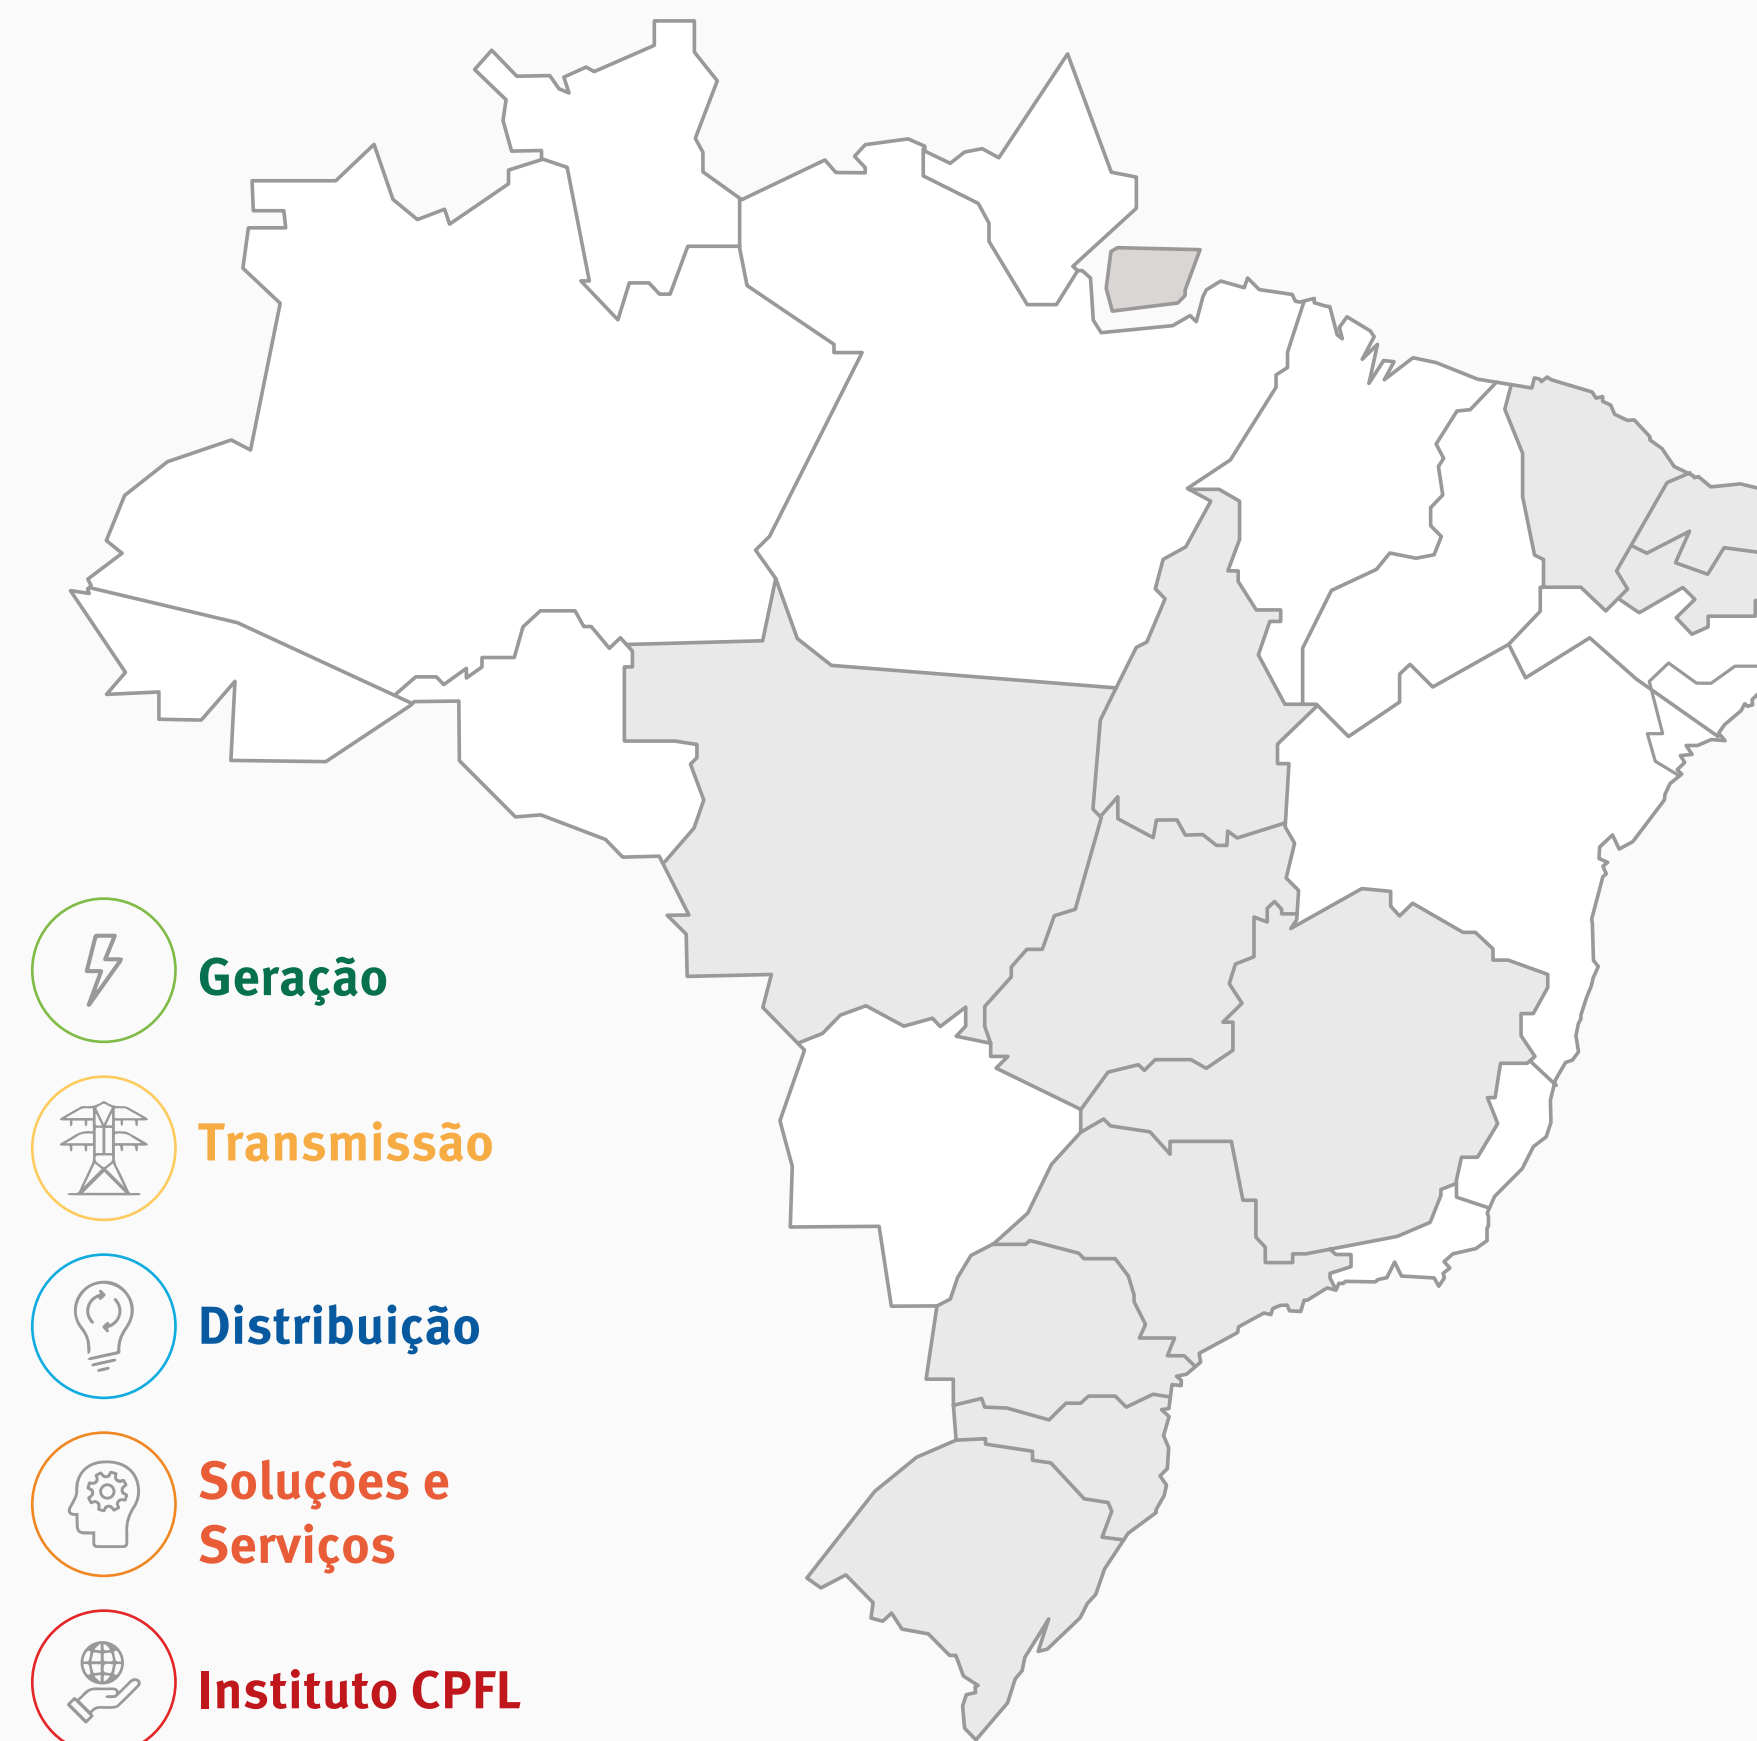 Geração
Transmissão
Distribuição
Soluções e
Serviços
Instituto CPFL